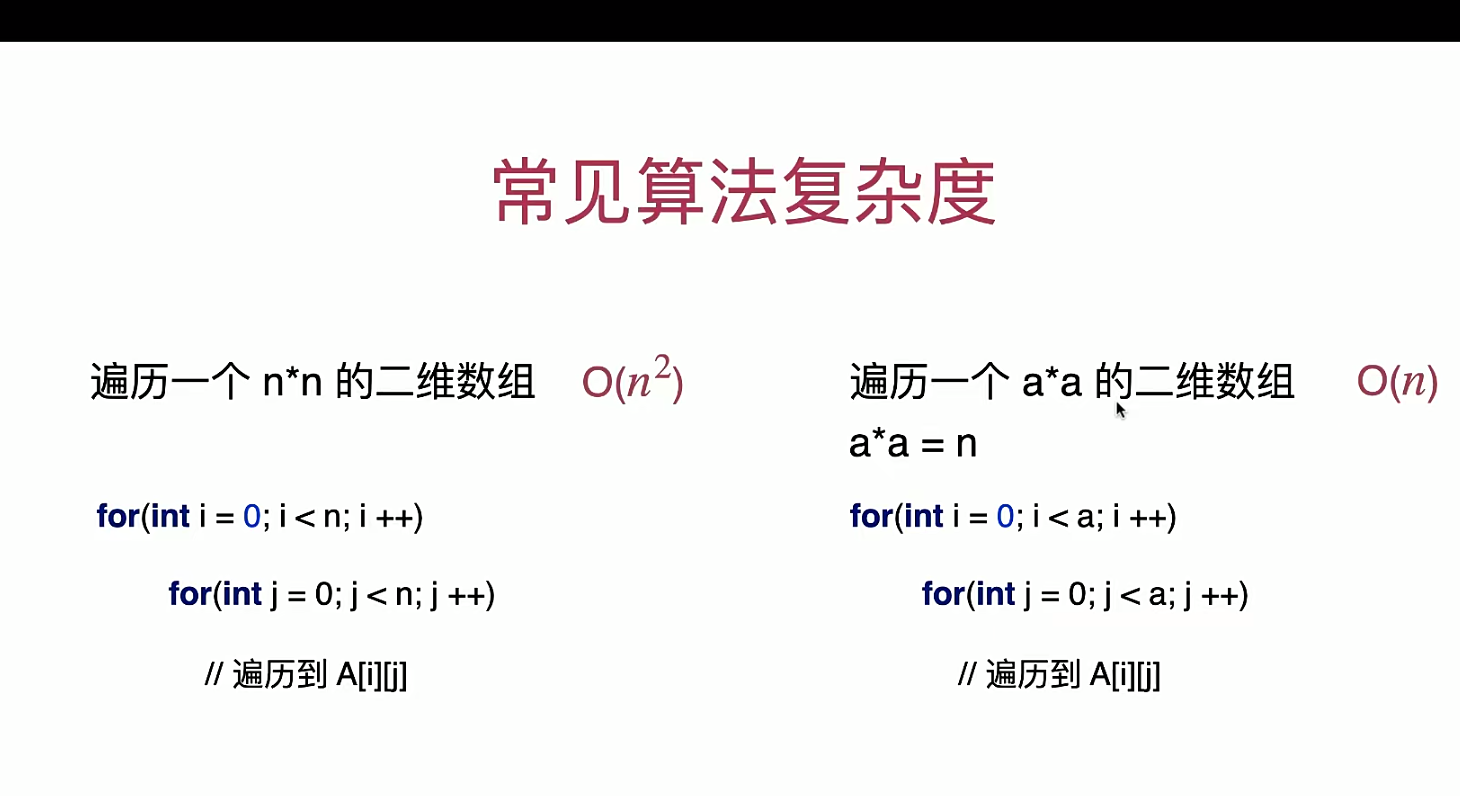 常见算法复杂度
遍历一个 n*n 的二维数组 O(n²)
for(int i = 0; i < n; i ++)
for(int j = 0; j < n; j ++)
// 遍历到 A[i][j]
遍历一个 a*a 的二维数组 O(n)
a*a = n
for(int i = 0; i < a; i ++)
for(int j = 0; j < a; j ++)
// 遍历到 A[i][j]